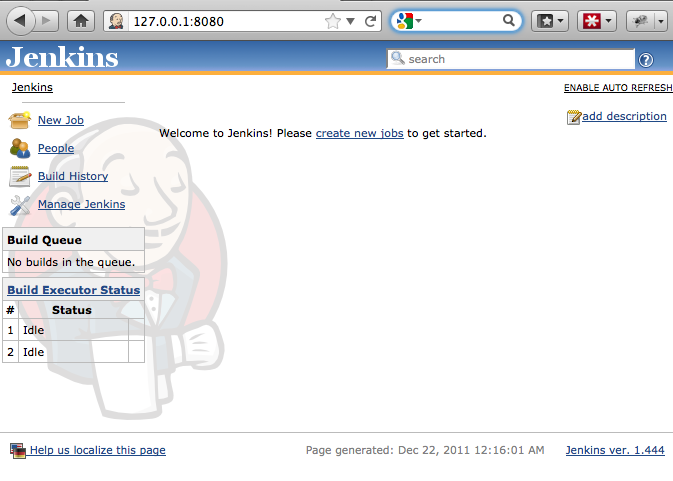 127.0.0.1:8080
Jenkins
search
Jenkins
ENABLE AUTO REFRESH
New Job
add description
Welcome to Jenkins! Please create new jobs to get started.
People
Build History
Manage Jenkins
Build Queue
No builds in the queue.
Build Executor Status
# Status
1 Idle
2 Idle
Help us localize this page
Page generated: Dec 22, 2011 12:16:01 AM
Jenkins ver. 1.444